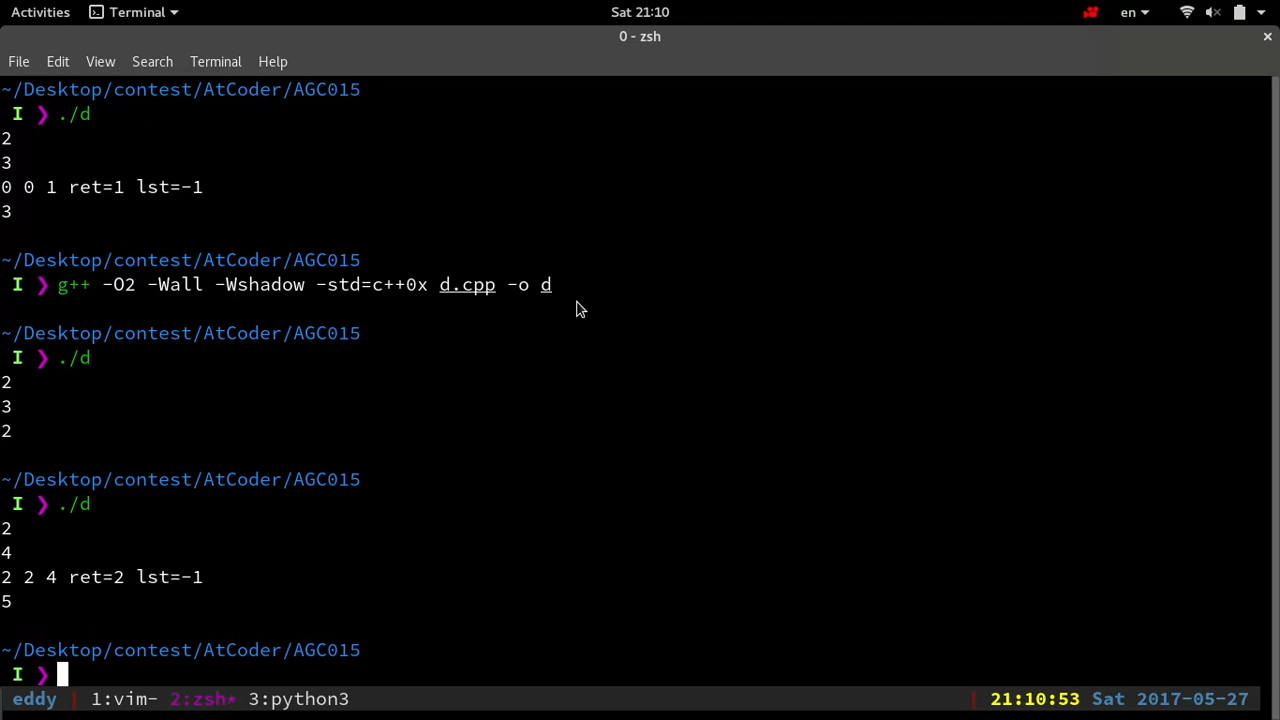 Activities Terminal Sat 21:10 en
0 - zsh
File Edit View Search Terminal Help
~/Desktop/contest/AtCoder/AGC015
I ❯ ./d
2
3
0 0 1 ret=1 lst=-1
3
~/Desktop/contest/AtCoder/AGC015
I ❯ g++ -O2 -Wall -Wshadow -std=c++0x d.cpp -o d
~/Desktop/contest/AtCoder/AGC015
I ❯ ./d
2
3
2
~/Desktop/contest/AtCoder/AGC015
I ❯ ./d
2
4
2 2 4 ret=2 lst=-1
5
~/Desktop/contest/AtCoder/AGC015
I ❯
eddy | 1:vim- 2:zsh* 3:python3 | 21:10:53 Sat 2017-05-27